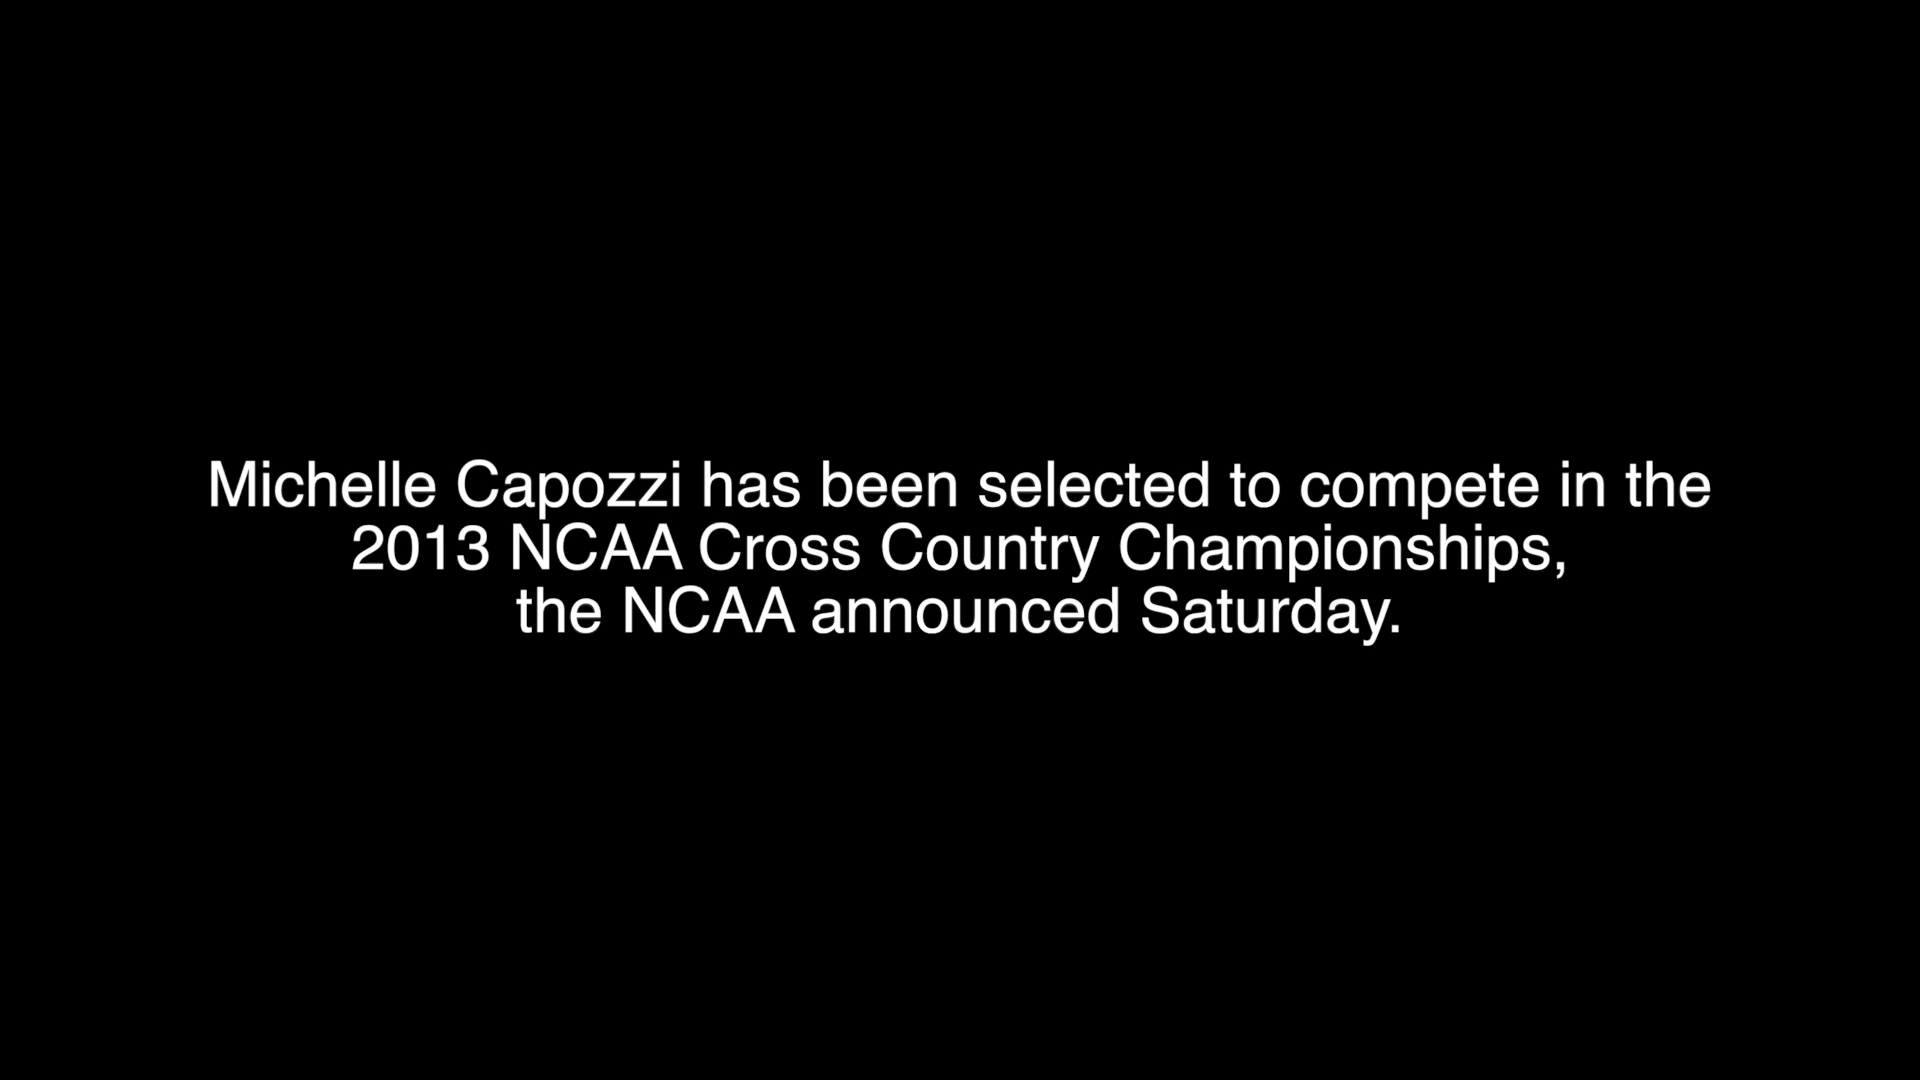 Michelle Capozzi has been selected to compete in the
2013 NCAA Cross Country Championships,
the NCAA announced Saturday.